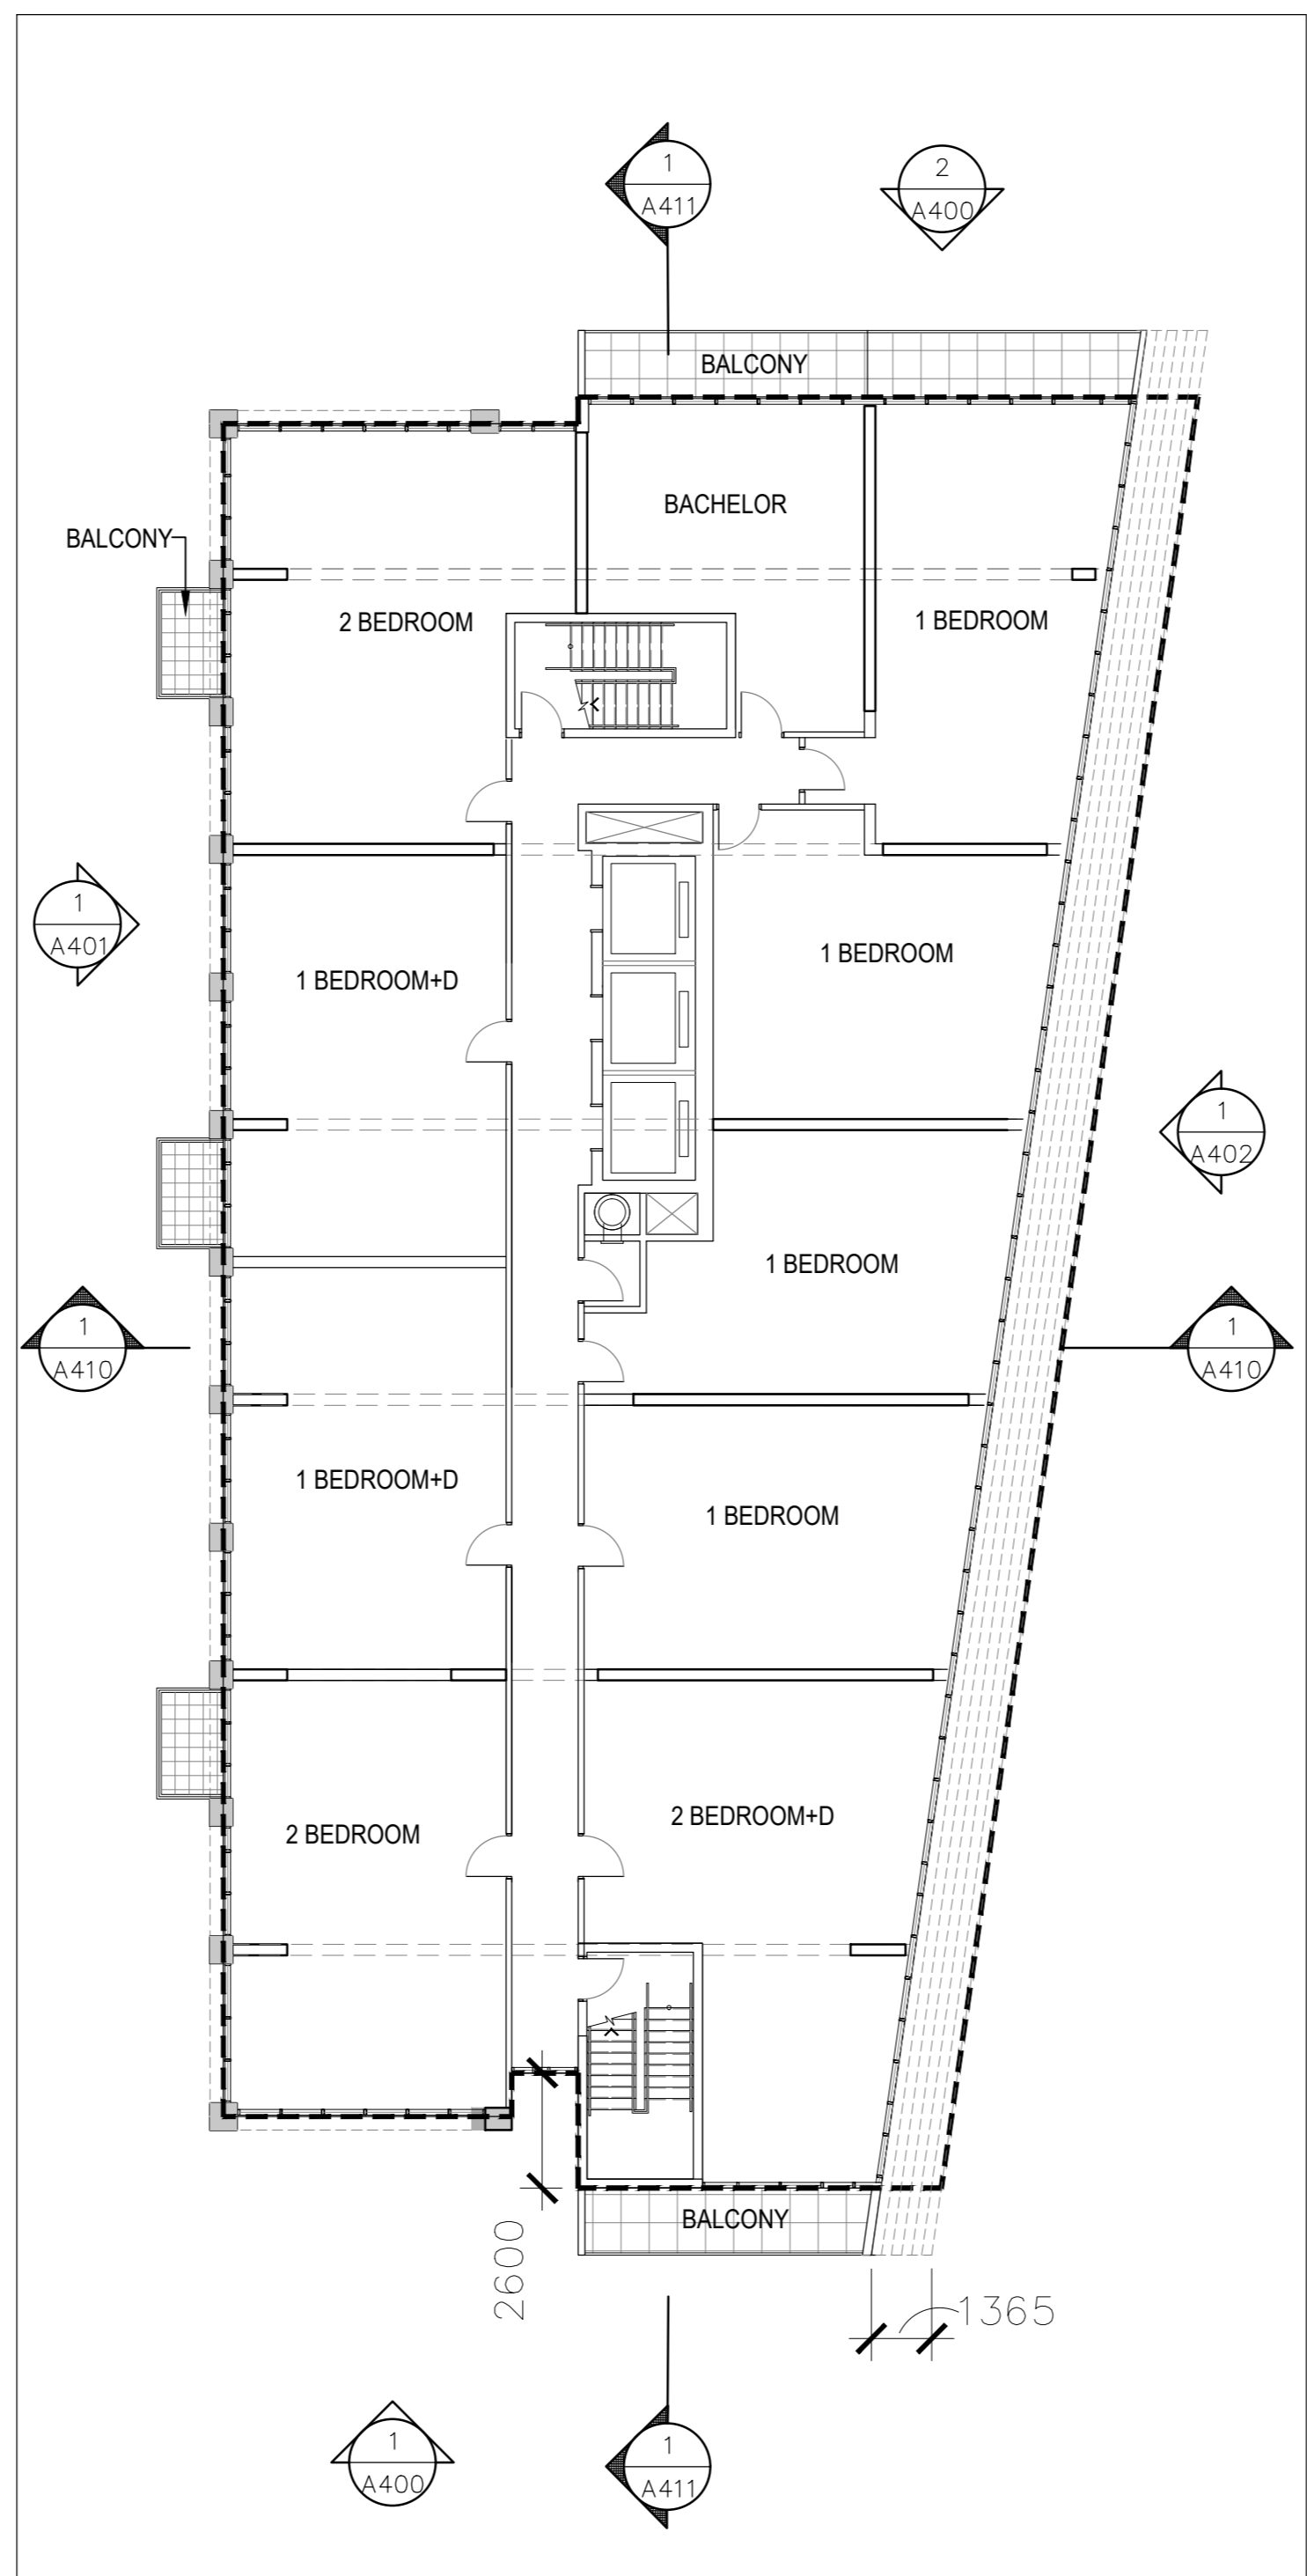 1
A411
2
A400
BALCONY
BACHELOR
BALCONY
2 BEDROOM
1 BEDROOM
1
A401
1 BEDROOM+D
1 BEDROOM
1
A402
1 BEDROOM
1
A410
1
A410
1 BEDROOM+D
1 BEDROOM
2 BEDROOM
2 BEDROOM+D
BALCONY
2600
1365
1
A400
1
A411